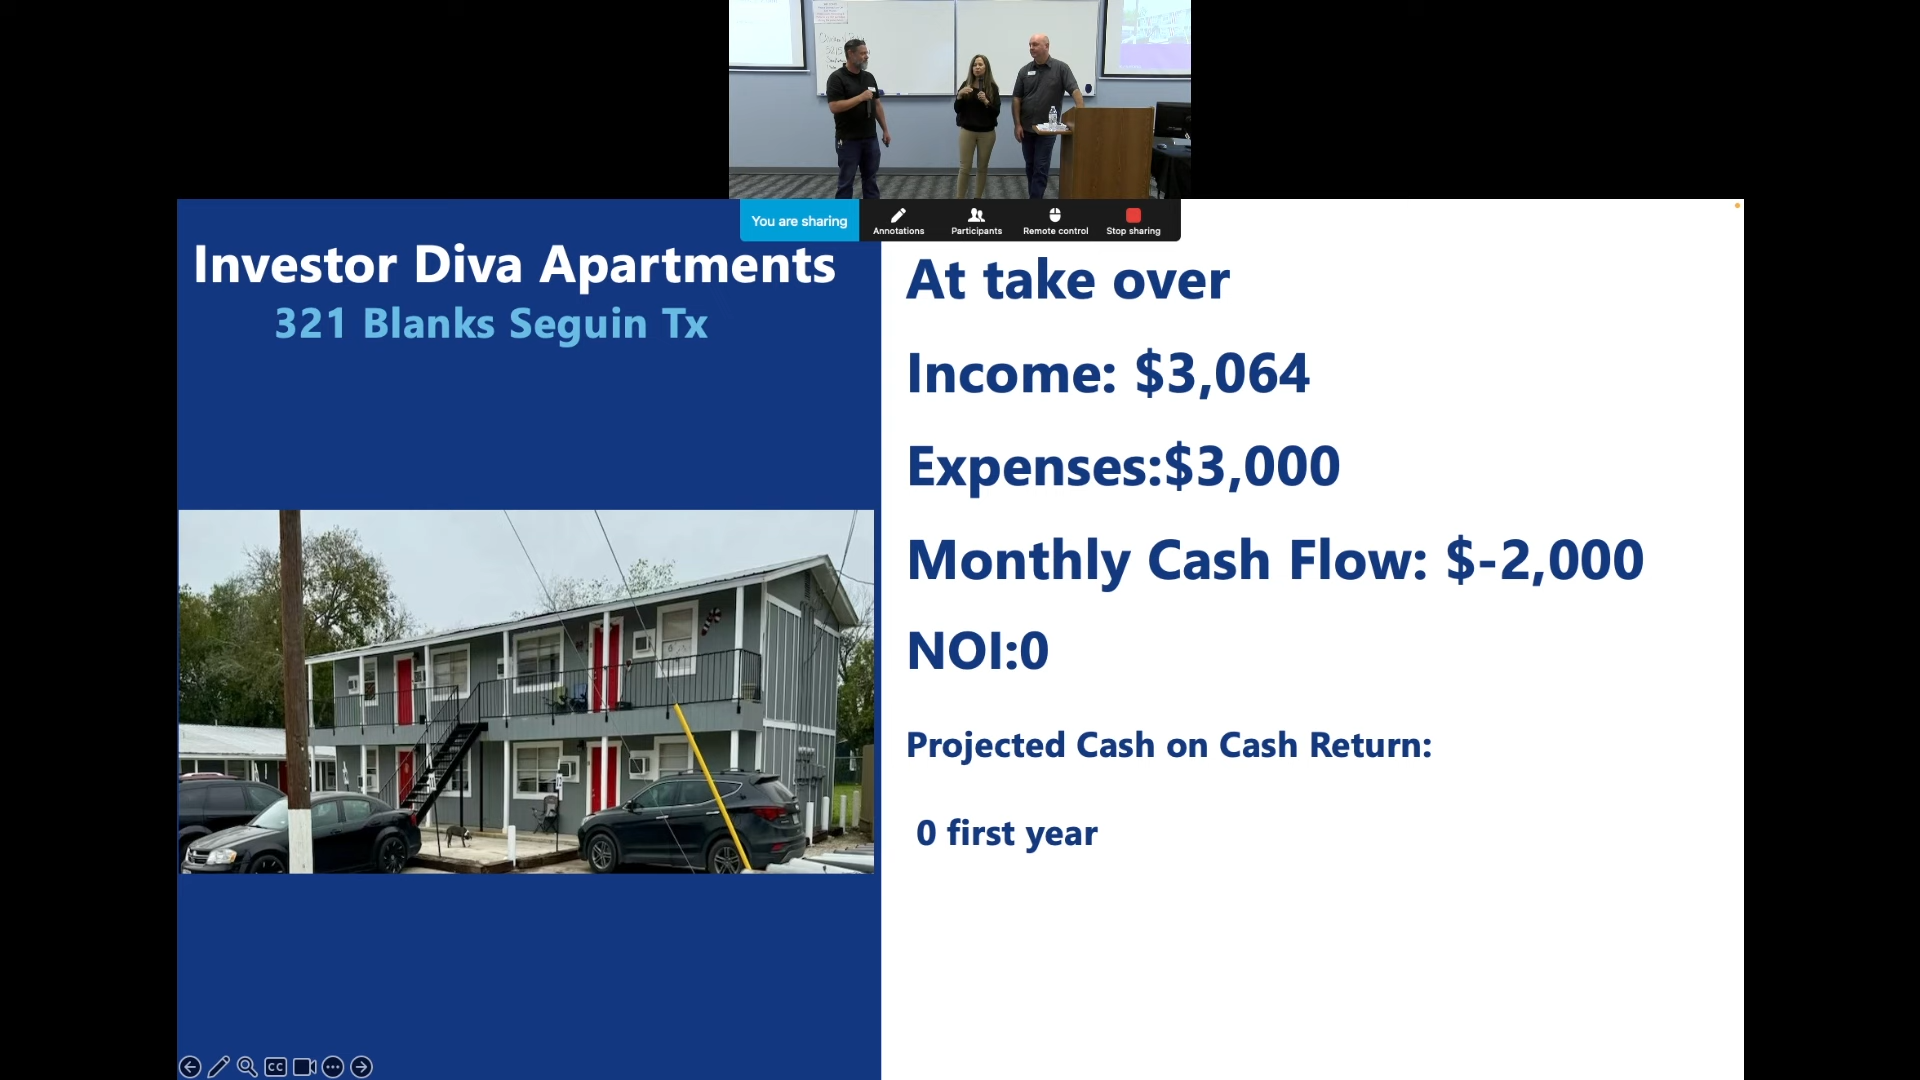 You are sharing
Annotations
Participants
Remote control
Stop sharing
Investor Diva Apartments
321 Blanks Seguin Tx
At take over
Income: $3,064
Expenses:$3,000
Monthly Cash Flow: $-2,000
NOI:0
Projected Cash on Cash Return:
0 first year
CC